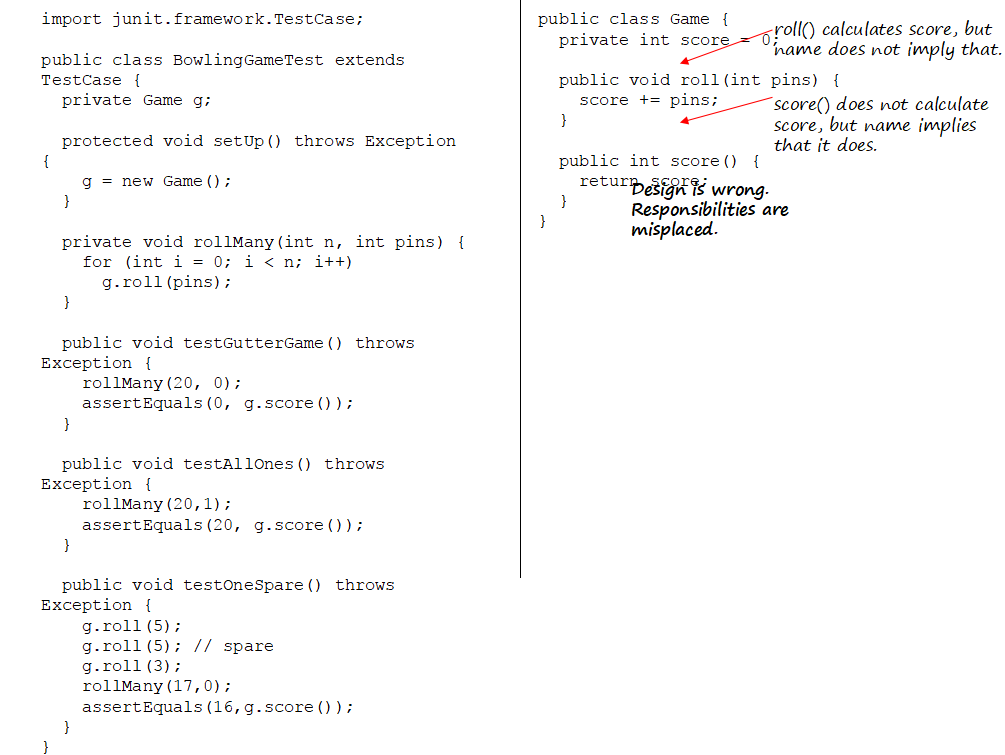 import junit.framework.TestCase;
public class BowlingGameTest extends
TestCase {
private Game g;
protected void setUp() throws Exception
{
g = new Game();
}
private void rollMany(int n, int pins) {
for (int i = 0; i < n; i++)
g.roll(pins);
}
public void testGutterGame() throws
Exception {
rollMany(20, 0);
assertEquals(0, g.score());
}
public void testAllOnes() throws
Exception {
rollMany(20,1);
assertEquals(20, g.score());
}
public void testOneSpare() throws
Exception {
g.roll(5);
g.roll(5); // spare
g.roll(3);
rollMany(17,0);
assertEquals(16,g.score());
}
}
public class Game {
private int score = 0;
public void roll(int pins) {
score += pins;
}
public int score() {
return score;
}
}
roll() calculates score, but
name does not imply that.
score() does not calculate
score, but name implies
that it does.
Design is wrong.
Responsibilities are
misplaced.